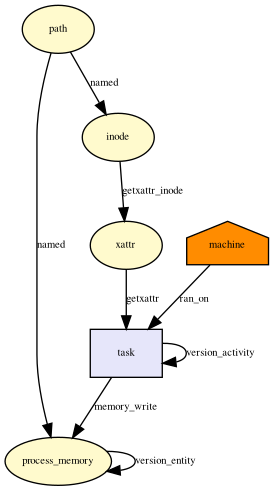 path
named
inode
getxattr_inode
named
xattr
machine
getxattr
ran_on
task
version_activity
memory_write
process_memory
version_entity